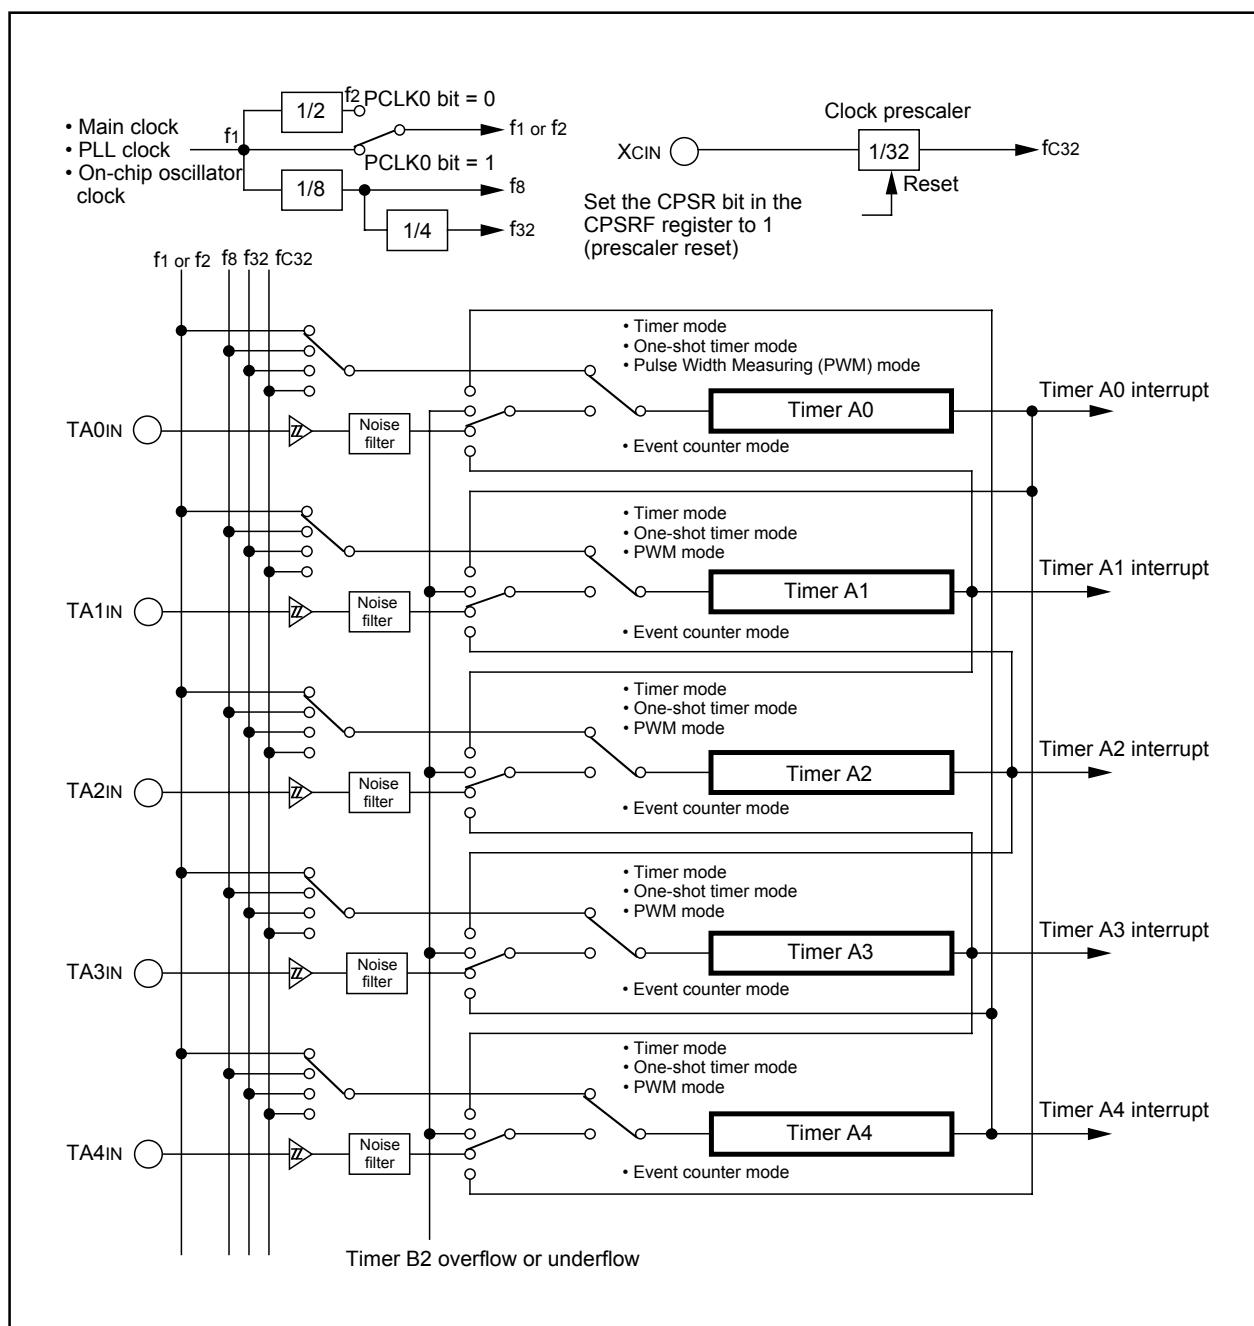 1/2
f2
PCLK0 bit = 0
• Main clock
• PLL clock
• On-chip oscillator
clock
f1
f1 or f2
PCLK0 bit = 1
1/8
f8
1/4
f32
Clock prescaler
XCIN
1/32
fC32
Reset
Set the CPSR bit in the
CPSRF register to 1
(prescaler reset)
f1 or f2 f8 f32 fC32
• Timer mode
• One-shot timer mode
• Pulse Width Measuring (PWM) mode
TA0IN
Noise
filter
Timer A0
Timer A0 interrupt
• Event counter mode
• Timer mode
• One-shot timer mode
• PWM mode
TA1IN
Noise
filter
Timer A1
Timer A1 interrupt
• Event counter mode
• Timer mode
• One-shot timer mode
• PWM mode
TA2IN
Noise
filter
Timer A2
Timer A2 interrupt
• Event counter mode
• Timer mode
• One-shot timer mode
• PWM mode
TA3IN
Noise
filter
Timer A3
Timer A3 interrupt
• Event counter mode
• Timer mode
• One-shot timer mode
• PWM mode
TA4IN
Noise
filter
Timer A4
Timer A4 interrupt
• Event counter mode
Timer B2 overflow or underflow